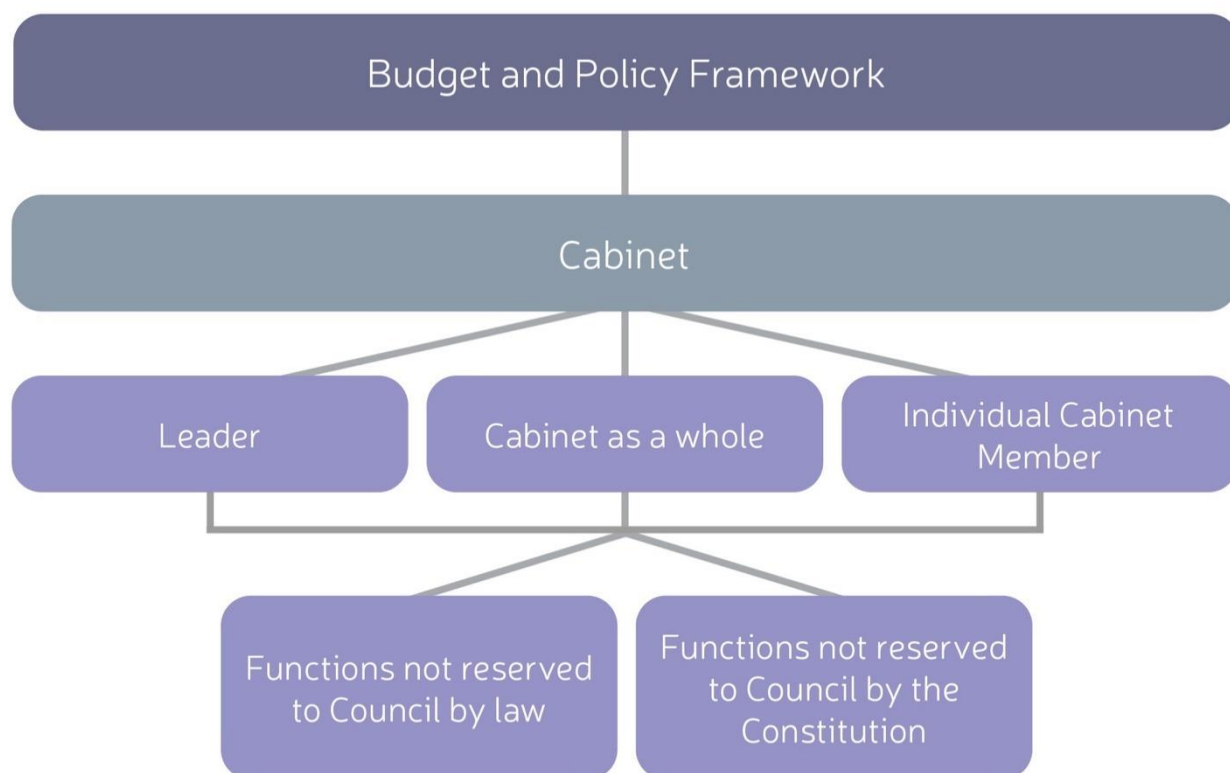 Budget and Policy Framework
Cabinet
Leader
Cabinet as a whole
Individual Cabinet
Member
Functions not reserved
to Council by law
Functions not reserved
to Council by the
Constitution